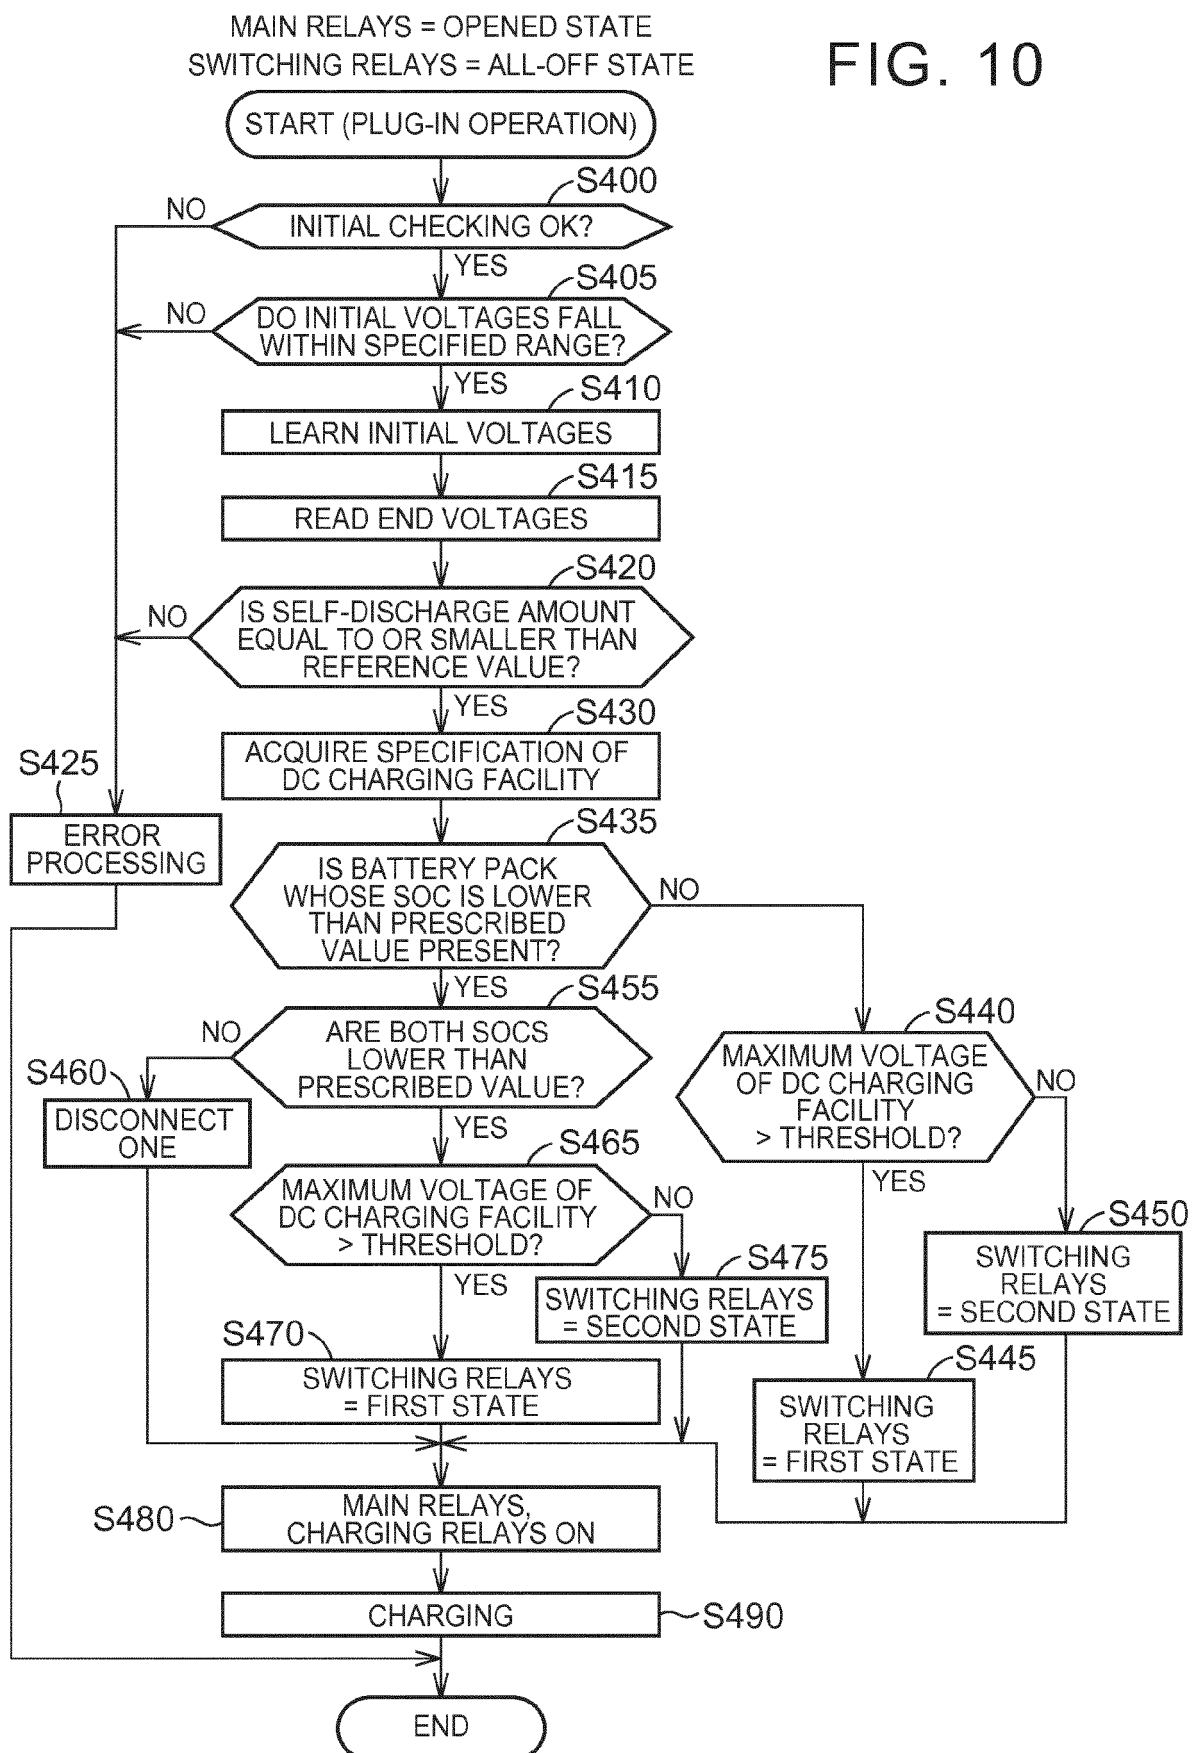 MAIN RELAYS = OPENED STATE
SWITCHING RELAYS = ALL-OFF STATE
FIG. 10
START (PLUG-IN OPERATION)
S400
NO
INITIAL CHECKING OK?
YES
S405
NO
DO INITIAL VOLTAGES FALL
WITHIN SPECIFIED RANGE?
YES
S410
LEARN INITIAL VOLTAGES
S415
READ END VOLTAGES
S420
NO
IS SELF-DISCHARGE AMOUNT
EQUAL TO OR SMALLER THAN
REFERENCE VALUE?
YES
S430
ACQUIRE SPECIFICATION OF
DC CHARGING FACILITY
S425
ERROR
PROCESSING
S435
IS BATTERY PACK
WHOSE SOC IS LOWER
THAN PRESCRIBED
VALUE PRESENT?
NO
YES
S455
NO
ARE BOTH SOCS
LOWER THAN
PRESCRIBED VALUE?
S440
MAXIMUM VOLTAGE
OF DC CHARGING
FACILITY
> THRESHOLD?
NO
YES
S460
DISCONNECT
ONE
YES
S465
MAXIMUM VOLTAGE OF
DC CHARGING FACILITY
> THRESHOLD?
NO
YES
S450
SWITCHING
RELAYS
= SECOND STATE
S475
SWITCHING RELAYS
= SECOND STATE
S470
SWITCHING RELAYS
= FIRST STATE
S445
SWITCHING
RELAYS
= FIRST STATE
S480
MAIN RELAYS,
CHARGING RELAYS ON
CHARGING
S490
END